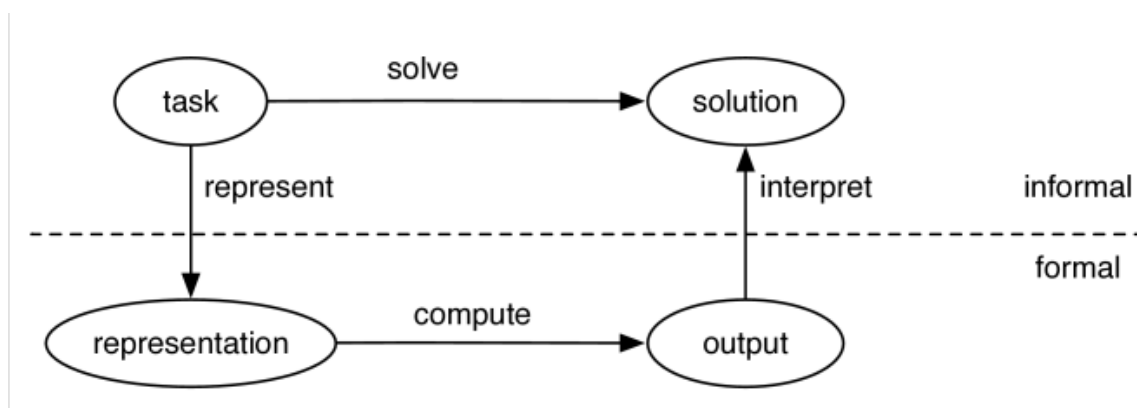 solve
task
solution
represent
interpret
informal
formal
compute
representation
output